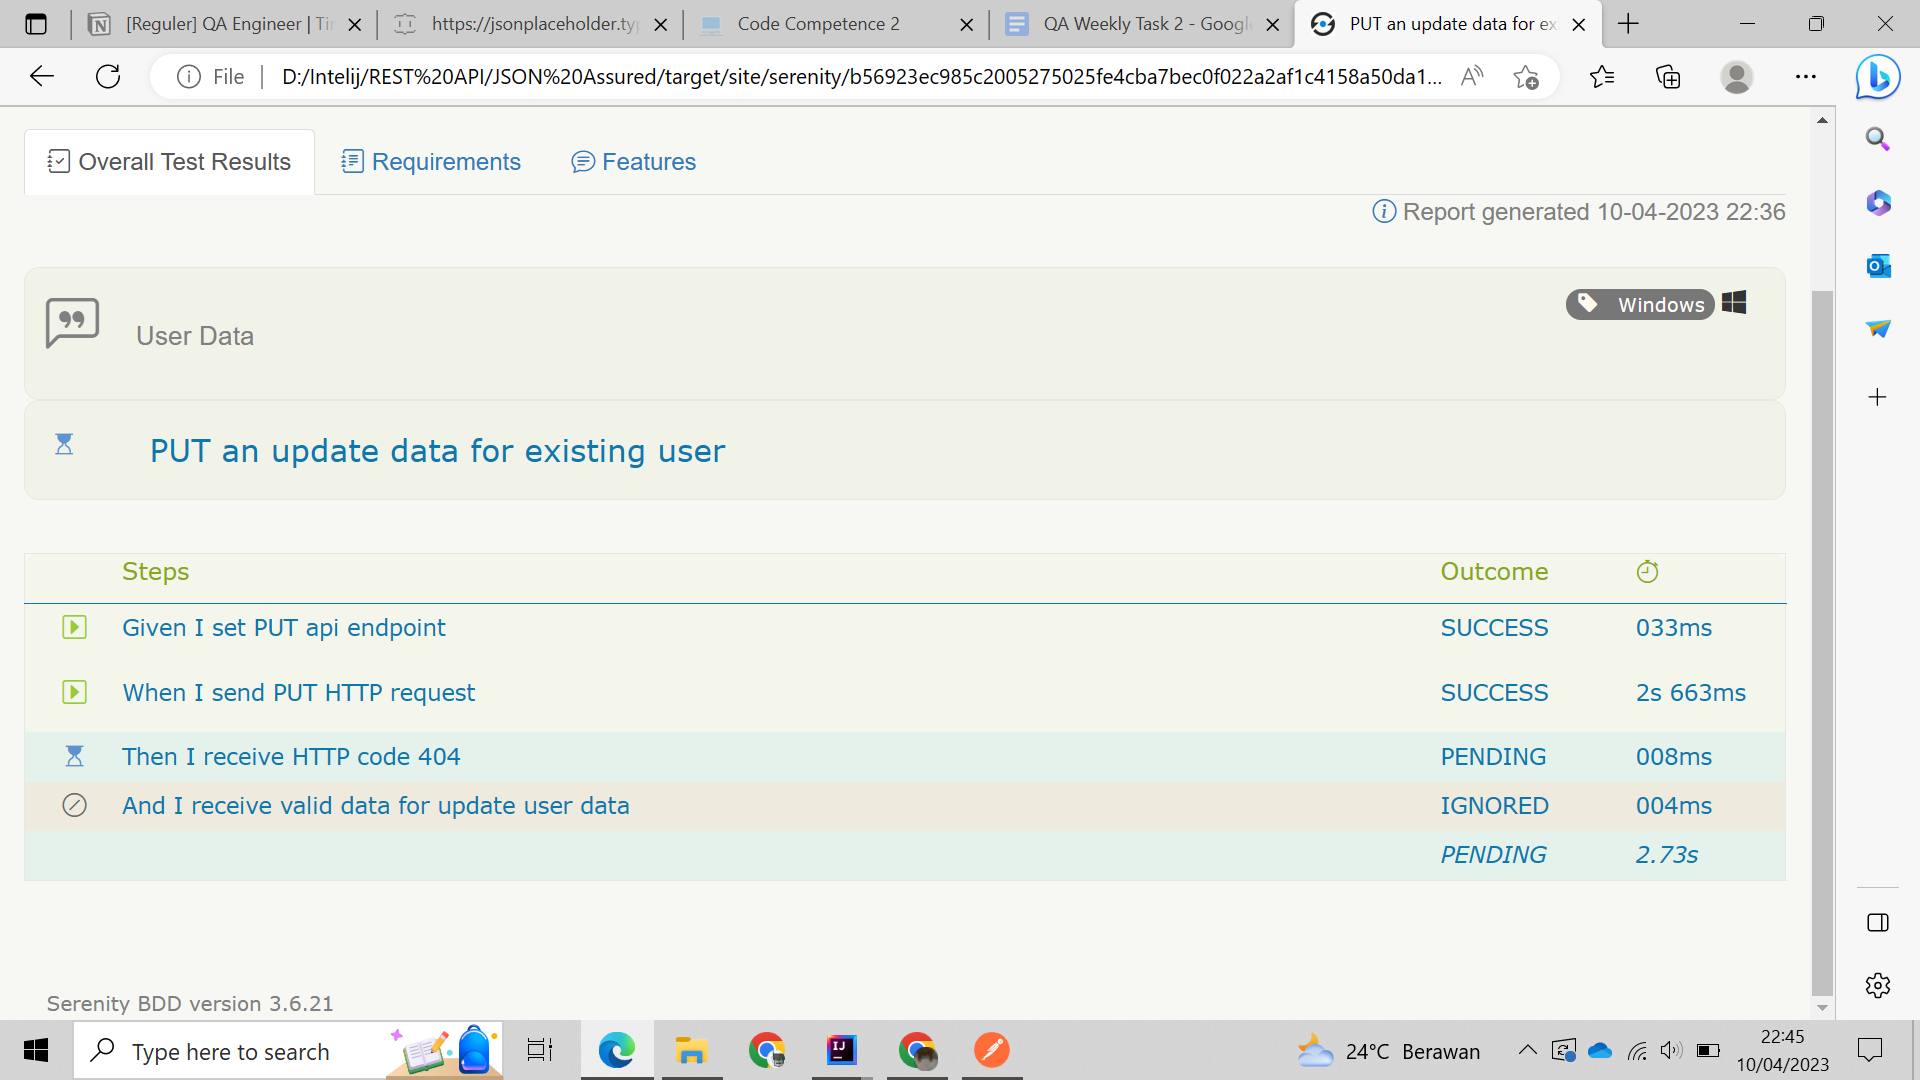 [Reguler] QA Engineer | Ti
https://jsonplaceholder.ty
Code Competence 2
QA Weekly Task 2 - Googl
PUT an update data for ex
File
D:/Intelij/REST%20API/JSON%20Assured/target/site/serenity/b56923ec985c2005275025fe4cba7bec0f022a2af1c4158a50da1...
Overall Test Results
Requirements
Features
Report generated 10-04-2023 22:36
User Data
Windows
PUT an update data for existing user
Steps Outcome
Given I set PUT api endpoint SUCCESS 033ms
When I send PUT HTTP request SUCCESS 2s 663ms
Then I receive HTTP code 404 PENDING 008ms
And I receive valid data for update user data IGNORED 004ms
PENDING 2.73s
Serenity BDD version 3.6.21
Type here to search
24°C Berawan
22:45
10/04/2023